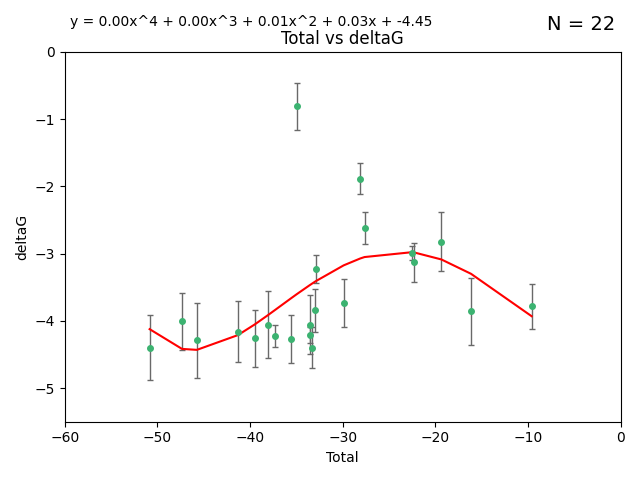 y = 0.00x^4 + 0.00x^3 + 0.01x^2 + 0.03x + -4.45
N = 22
Total vs deltaG
0
−1
−2
−3
−4
−5
deltaG
−60
−50
−40
−30
−20
−10
0
Total